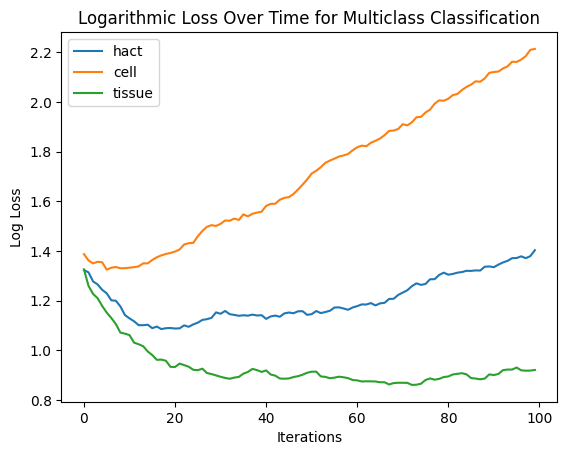 Logarithmic Loss Over Time for Multiclass Classification
hact
cell
tissue
2.2
2.0
1.8
1.6
1.4
1.2
1.0
0.8
Log Loss
0 20 40 60 80 100
Iterations